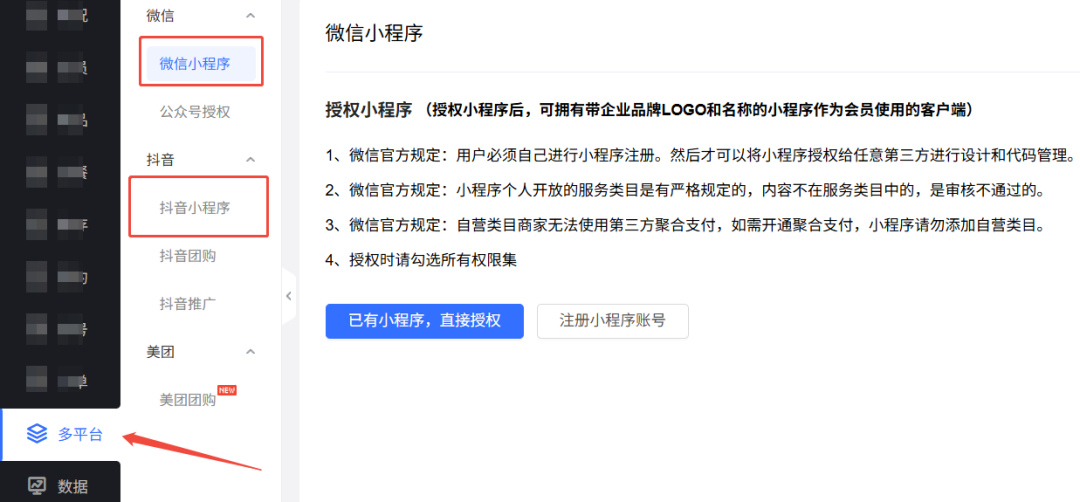 微信
微信小程序
公众号授权
抖音
抖音小程序
抖音团购
抖音推广
美团
美团团购
NEW
多平台
数据
微信小程序
授权小程序 （授权小程序后，可拥有带企业品牌LOGO和名称的小程序作为会员使用的客户端）
1、微信官方规定：用户必须自己进行小程序注册。然后才可以将小程序授权给任意第三方进行设计和代码管理。
2、微信官方规定：小程序个人开放的服务类目是有严格规定的，内容不在服务类目中的，是审核不通过的。
3、微信官方规定：自营类目商家无法使用第三方聚合支付，如需开通聚合支付，小程序请勿添加自营类目。
4、授权时请勾选所有权限集
已有小程序，直接授权
注册小程序账号